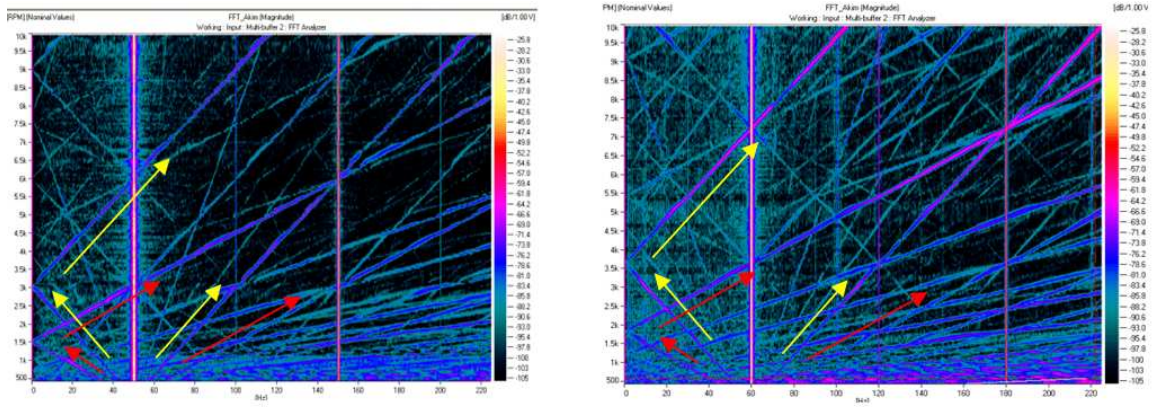 [RPM] (Nominal Values)
FFT_Akim (Magnitude)
[dB/1.00 V]
Working : Input : Multi-buffer 2 : FFT Analyzer
10k
9.5k
9k
8.5k
8k
7.5k
7k
6.5k
6k
5.5k
5k
4.5k
4k
3.5k
3k
2.5k
2k
1.5k
1k
500
0
20
40
60
80
100
120
140
160
180
200
220
[Hz]
-25.8
-28.2
-30.6
-33.0
-35.4
-37.8
-40.2
-42.6
-45.0
-47.4
-49.8
-52.2
-54.6
-57.0
-59.4
-61.8
-64.2
-66.6
-69.0
-71.4
-73.8
-76.2
-78.6
-81.0
-83.4
-85.8
-88.2
-90.6
-93.0
-95.4
-97.8
-100
-103
-105
PM] (Nominal Values)
FFT_Akim (Magnitude)
[dB/1.00 V]
Working : Input : Multi-buffer 2 : FFT Analyzer
10k
9.5k
9k
8.5k
8k
7.5k
7k
6.5k
6k
5.5k
5k
4.5k
4k
3.5k
3k
2.5k
2k
1.5k
1k
500
0
20
40
60
80
100
120
140
160
180
200
220
[Hz]
-25.8
-28.2
-30.6
-33.0
-35.4
-37.8
-40.2
-42.6
-45.0
-47.4
-49.8
-52.2
-54.6
-57.0
-59.4
-61.8
-64.2
-66.6
-69.0
-71.4
-73.8
-76.2
-78.6
-81.0
-83.4
-85.8
-88.2
-90.6
-93.0
-95.4
-97.8
-100
-103
-105